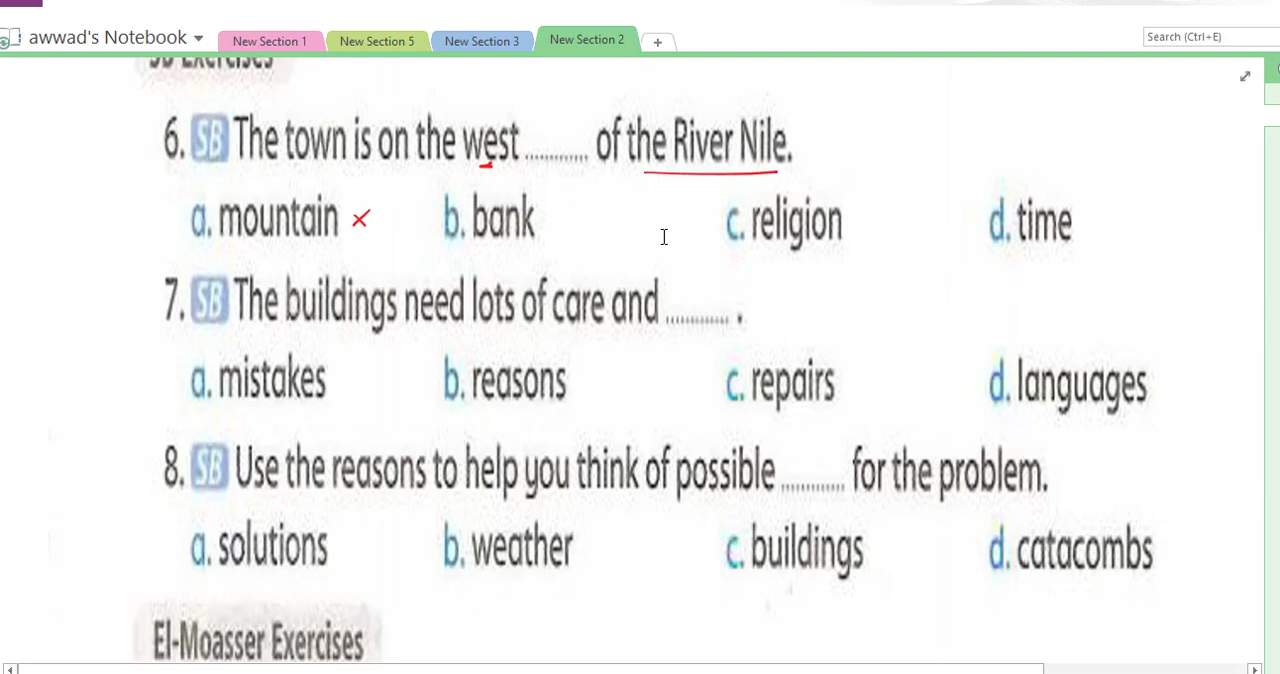 awwad's Notebook
New Section 1
New Section 5
New Section 3
New Section 2
+
Search (Ctrl+E)
SB Exercises
6. SB The town is on the west ........... of the River Nile.
a. mountain ×
b. bank
c. religion
d. time
7. SB The buildings need lots of care and ........... .
a. mistakes
b. reasons
c. repairs
d. languages
8. SB Use the reasons to help you think of possible ........... for the problem.
a. solutions
b. weather
c. buildings
d. catacombs
El-Moasser Exercises